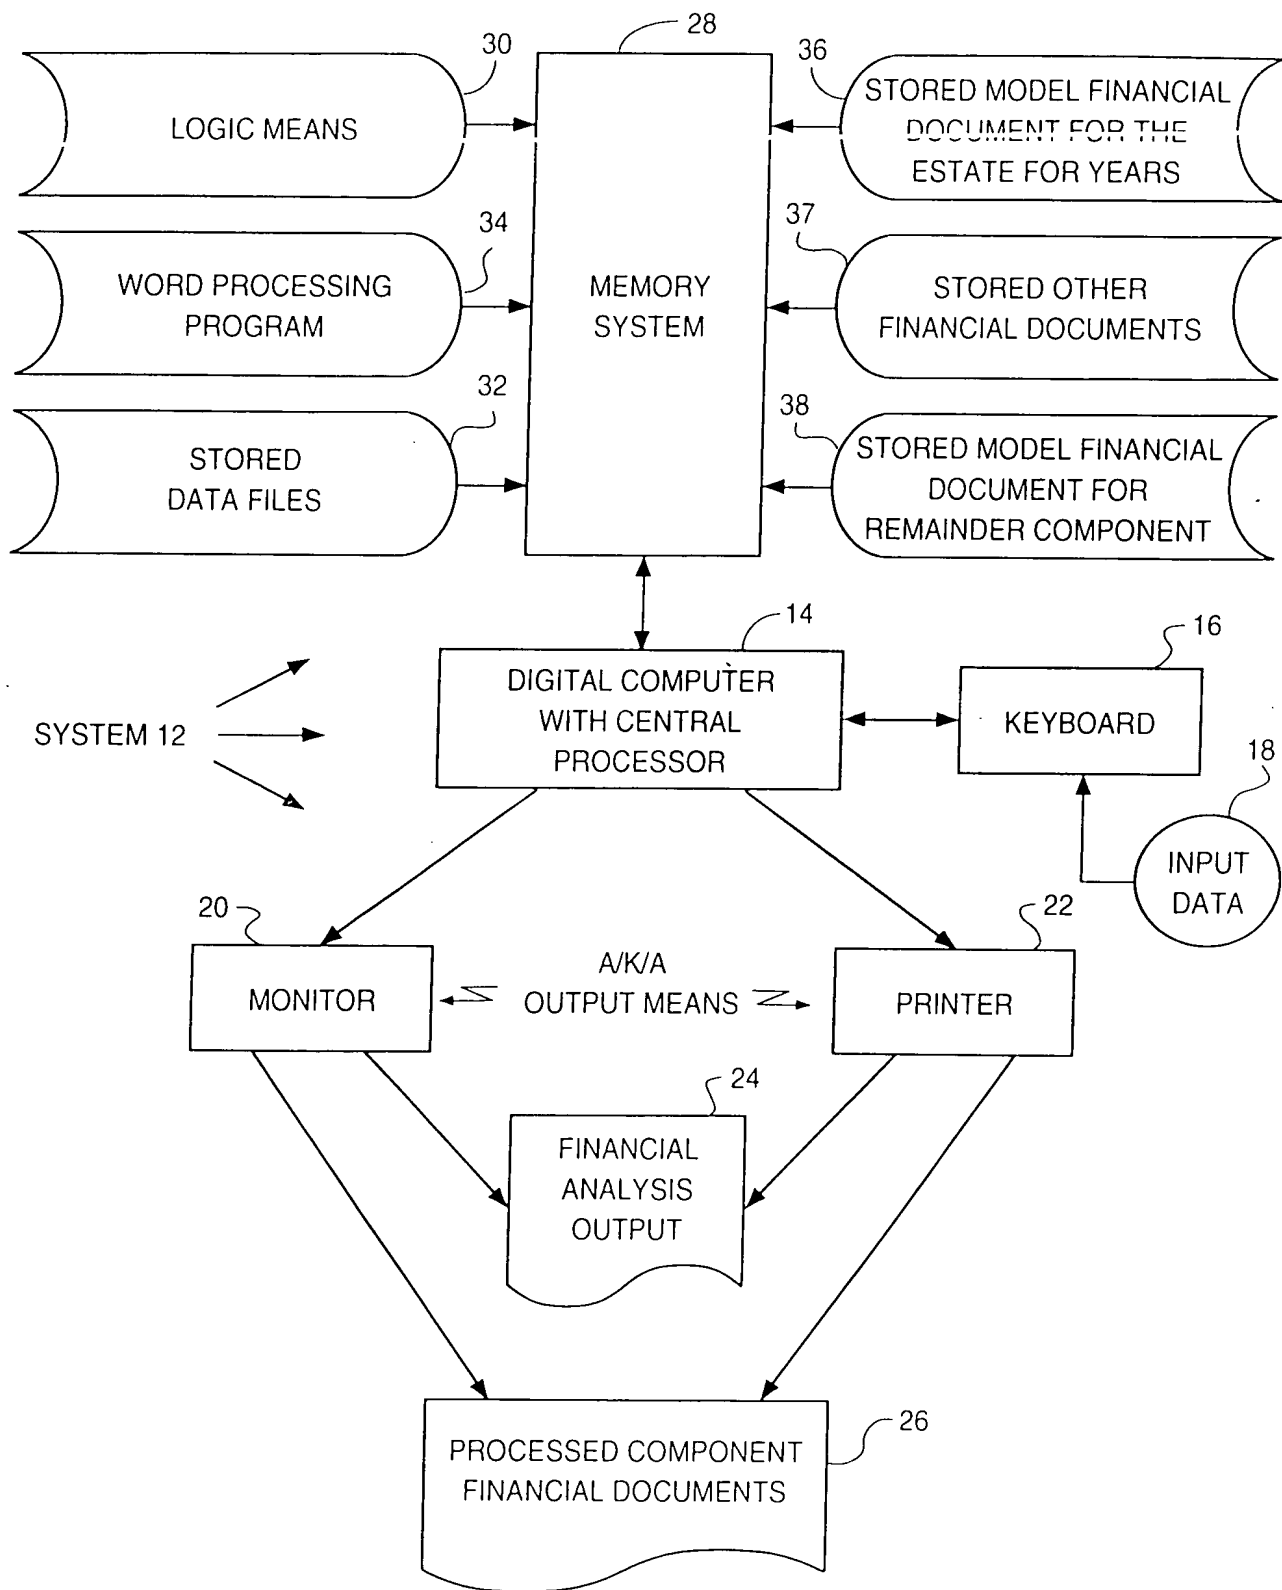 28
30
LOGIC MEANS
36
STORED MODEL FINANCIAL
DOCUMENT FOR THE
ESTATE FOR YEARS
34
WORD PROCESSING
PROGRAM
MEMORY
SYSTEM
37
STORED OTHER
FINANCIAL DOCUMENTS
32
STORED
DATA FILES
38
STORED MODEL FINANCIAL
DOCUMENT FOR
REMAINDER COMPONENT
14
DIGITAL COMPUTER
WITH CENTRAL
PROCESSOR
16
KEYBOARD
SYSTEM 12
18
INPUT
DATA
20
MONITOR
A/K/A
OUTPUT MEANS
22
PRINTER
24
FINANCIAL
ANALYSIS
OUTPUT
26
PROCESSED COMPONENT
FINANCIAL DOCUMENTS